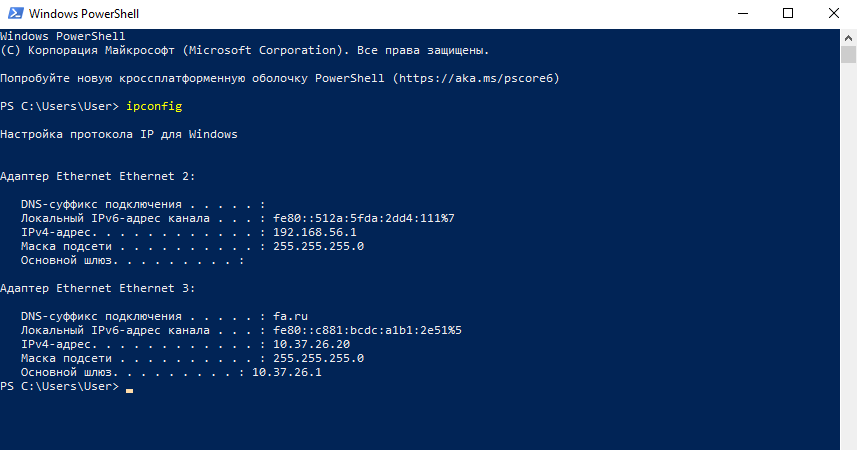 Windows PowerShell
Windows PowerShell
(C) Корпорация Майкрософт (Microsoft Corporation). Все права защищены.
Попробуйте новую кроссплатформенную оболочку PowerShell (https://aka.ms/pscore6)
PS C:\Users\User> ipconfig
Настройка протокола IP для Windows
Адаптер Ethernet Ethernet 2:
DNS-суффикс подключения . . . . . :
Локальный IPv6-адрес канала . . . : fe80::512a:5fda:2dd4:111%7
IPv4-адрес. . . . . . . . . . . . : 192.168.56.1
Маска подсети . . . . . . . . . . : 255.255.255.0
Основной шлюз. . . . . . . . . :
Адаптер Ethernet Ethernet 3:
DNS-суффикс подключения . . . . . : fa.ru
Локальный IPv6-адрес канала . . . : fe80::c881:bcdc:a1b1:2e51%5
IPv4-адрес. . . . . . . . . . . . : 10.37.26.20
Маска подсети . . . . . . . . . . : 255.255.255.0
Основной шлюз. . . . . . . . . : 10.37.26.1
PS C:\Users\User>